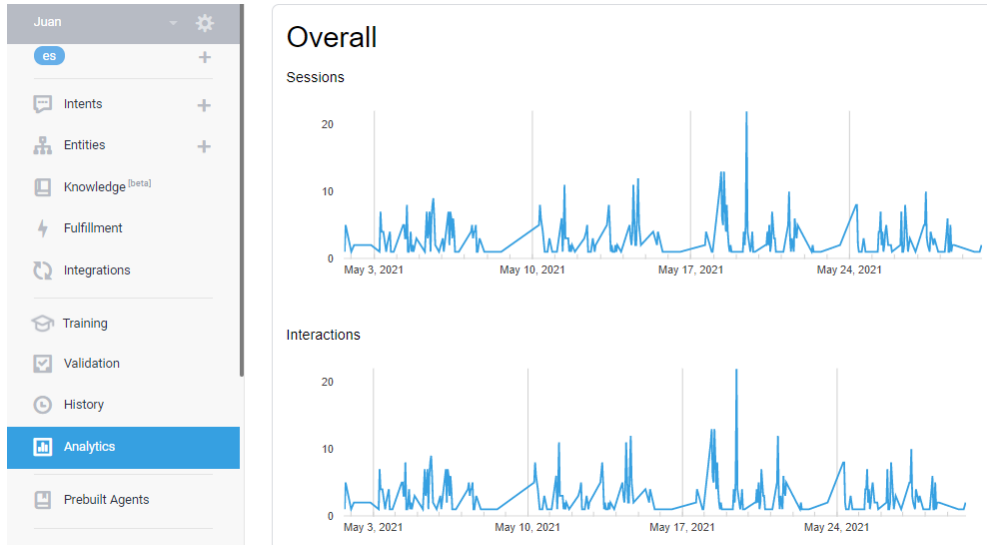 Juan
es
Intents
Entities
Knowledge [beta]
Fulfillment
Integrations
Training
Validation
History
Analytics
Prebuilt Agents
Overall
Sessions
20
10
0
May 3, 2021 May 10, 2021 May 17, 2021 May 24, 2021
Interactions
20
10
0
May 3, 2021 May 10, 2021 May 17, 2021 May 24, 2021